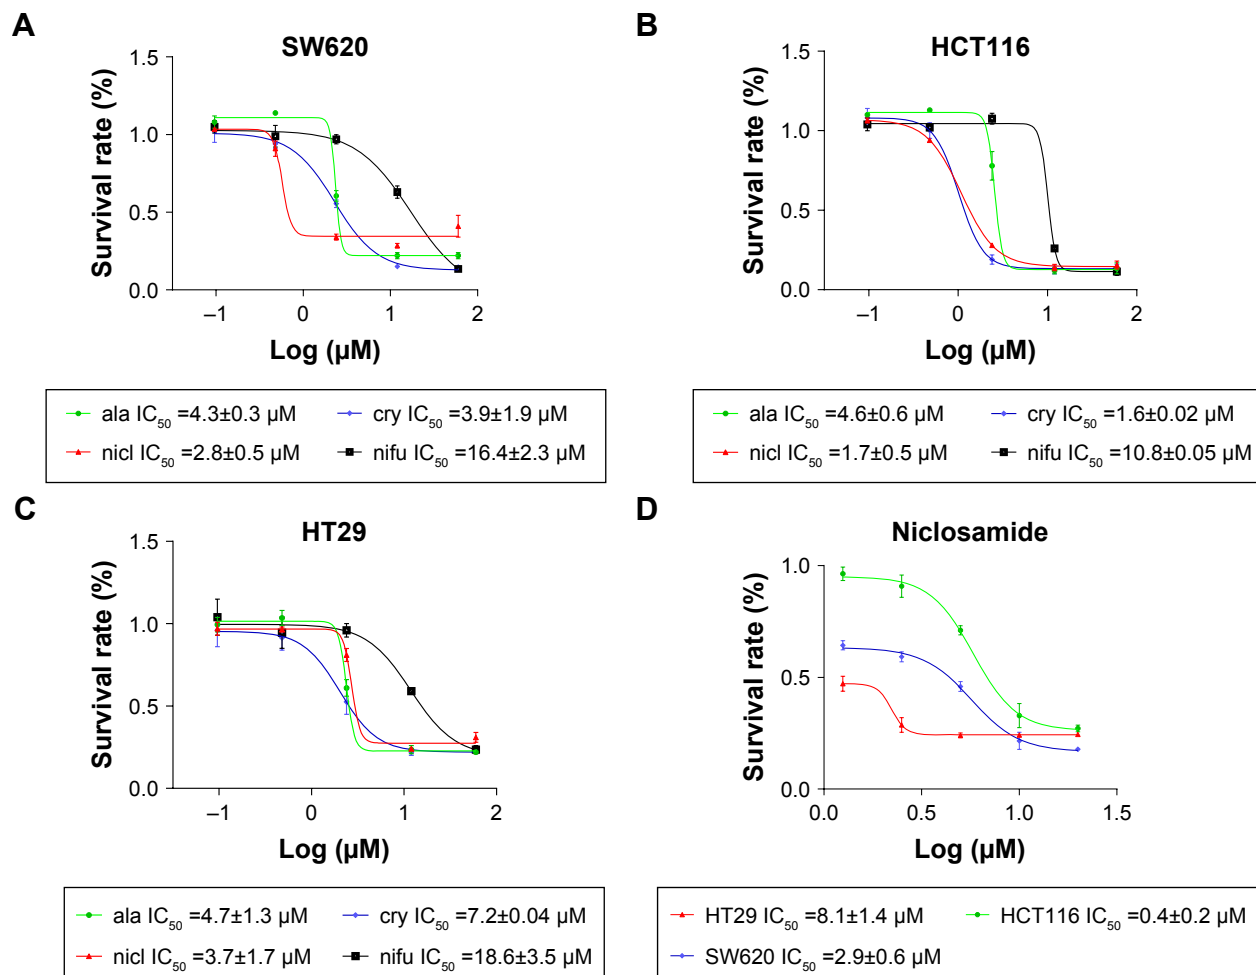 A
SW620
Survival rate (%)
1.5
1.0
0.5
0.0
–1 0 1 2
Log (µM)
ala IC50 =4.3±0.3 µM cry IC50 =3.9±1.9 µM
nicl IC50 =2.8±0.5 µM nifu IC50 =16.4±2.3 µM
B
HCT116
Survival rate (%)
1.5
1.0
0.5
0.0
–1 0 1 2
Log (µM)
ala IC50 =4.6±0.6 µM cry IC50 =1.6±0.02 µM
nicl IC50 =1.7±0.5 µM nifu IC50 =10.8±0.05 µM
C
HT29
Survival rate (%)
1.5
1.0
0.5
0.0
–1 0 1 2
Log (µM)
ala IC50 =4.7±1.3 µM cry IC50 =7.2±0.04 µM
nicl IC50 =3.7±1.7 µM nifu IC50 =18.6±3.5 µM
D
Niclosamide
Survival rate (%)
1.0
0.5
0.0
0.0 0.5 1.0 1.5
Log (µM)
HT29 IC50 =8.1±1.4 µM HCT116 IC50 =0.4±0.2 µM
SW620 IC50 =2.9±0.6 µM